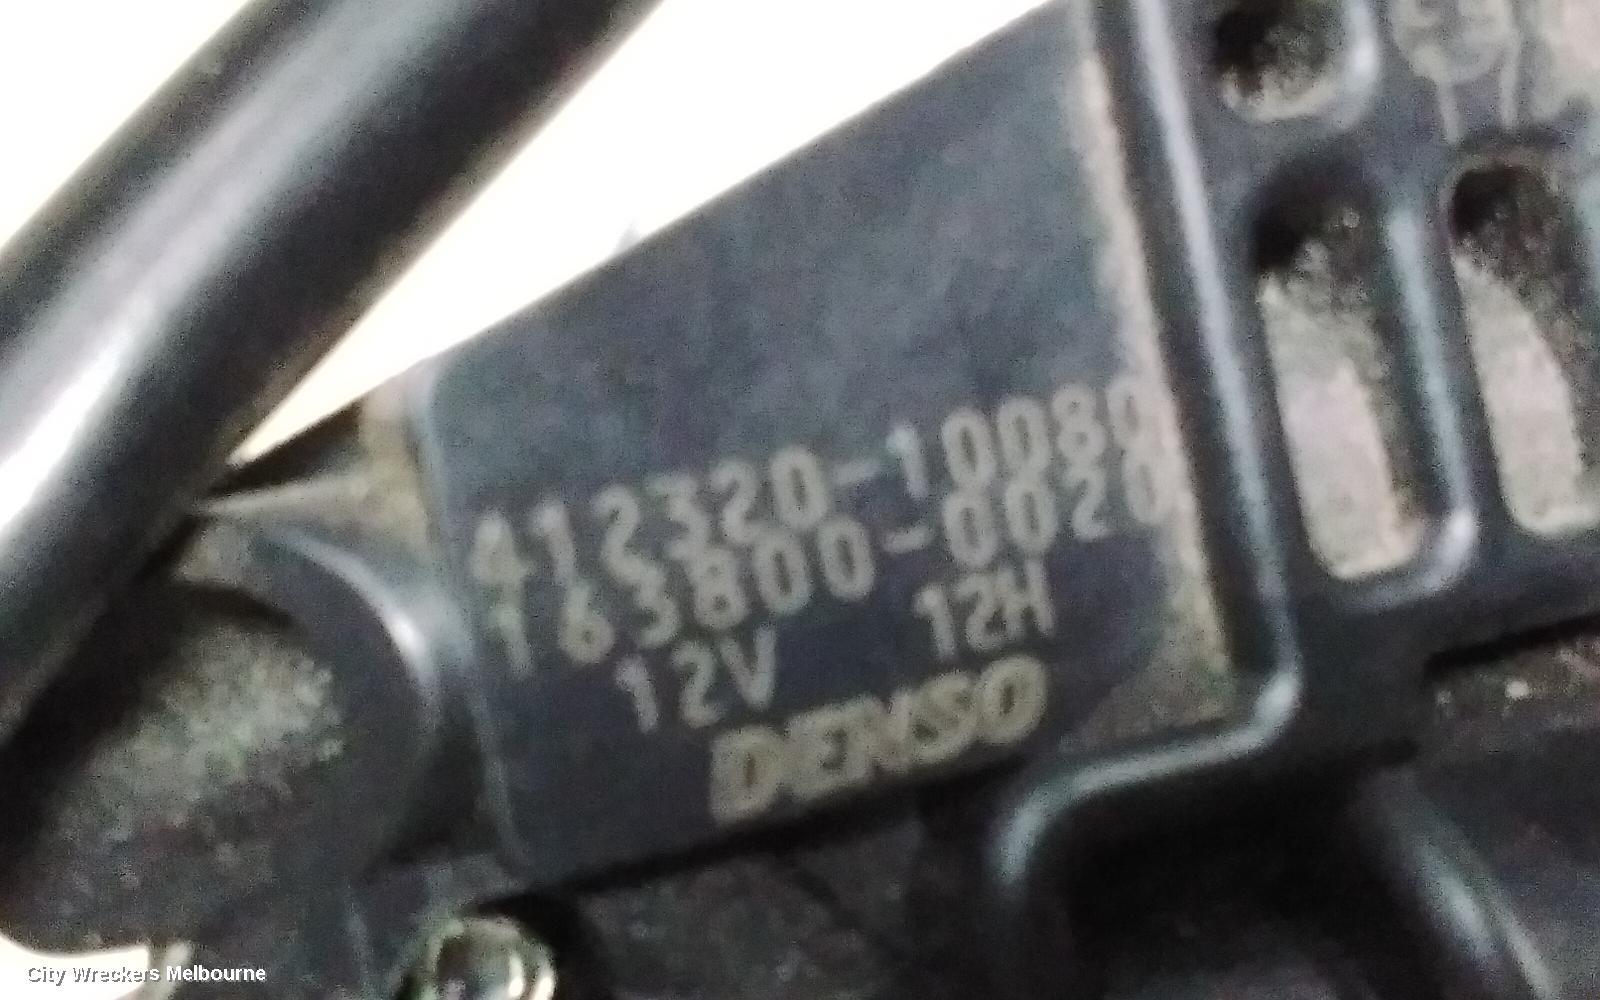 412320-10080
163800-0020
12V 12H
DENSO
City Wreckers Melbourne